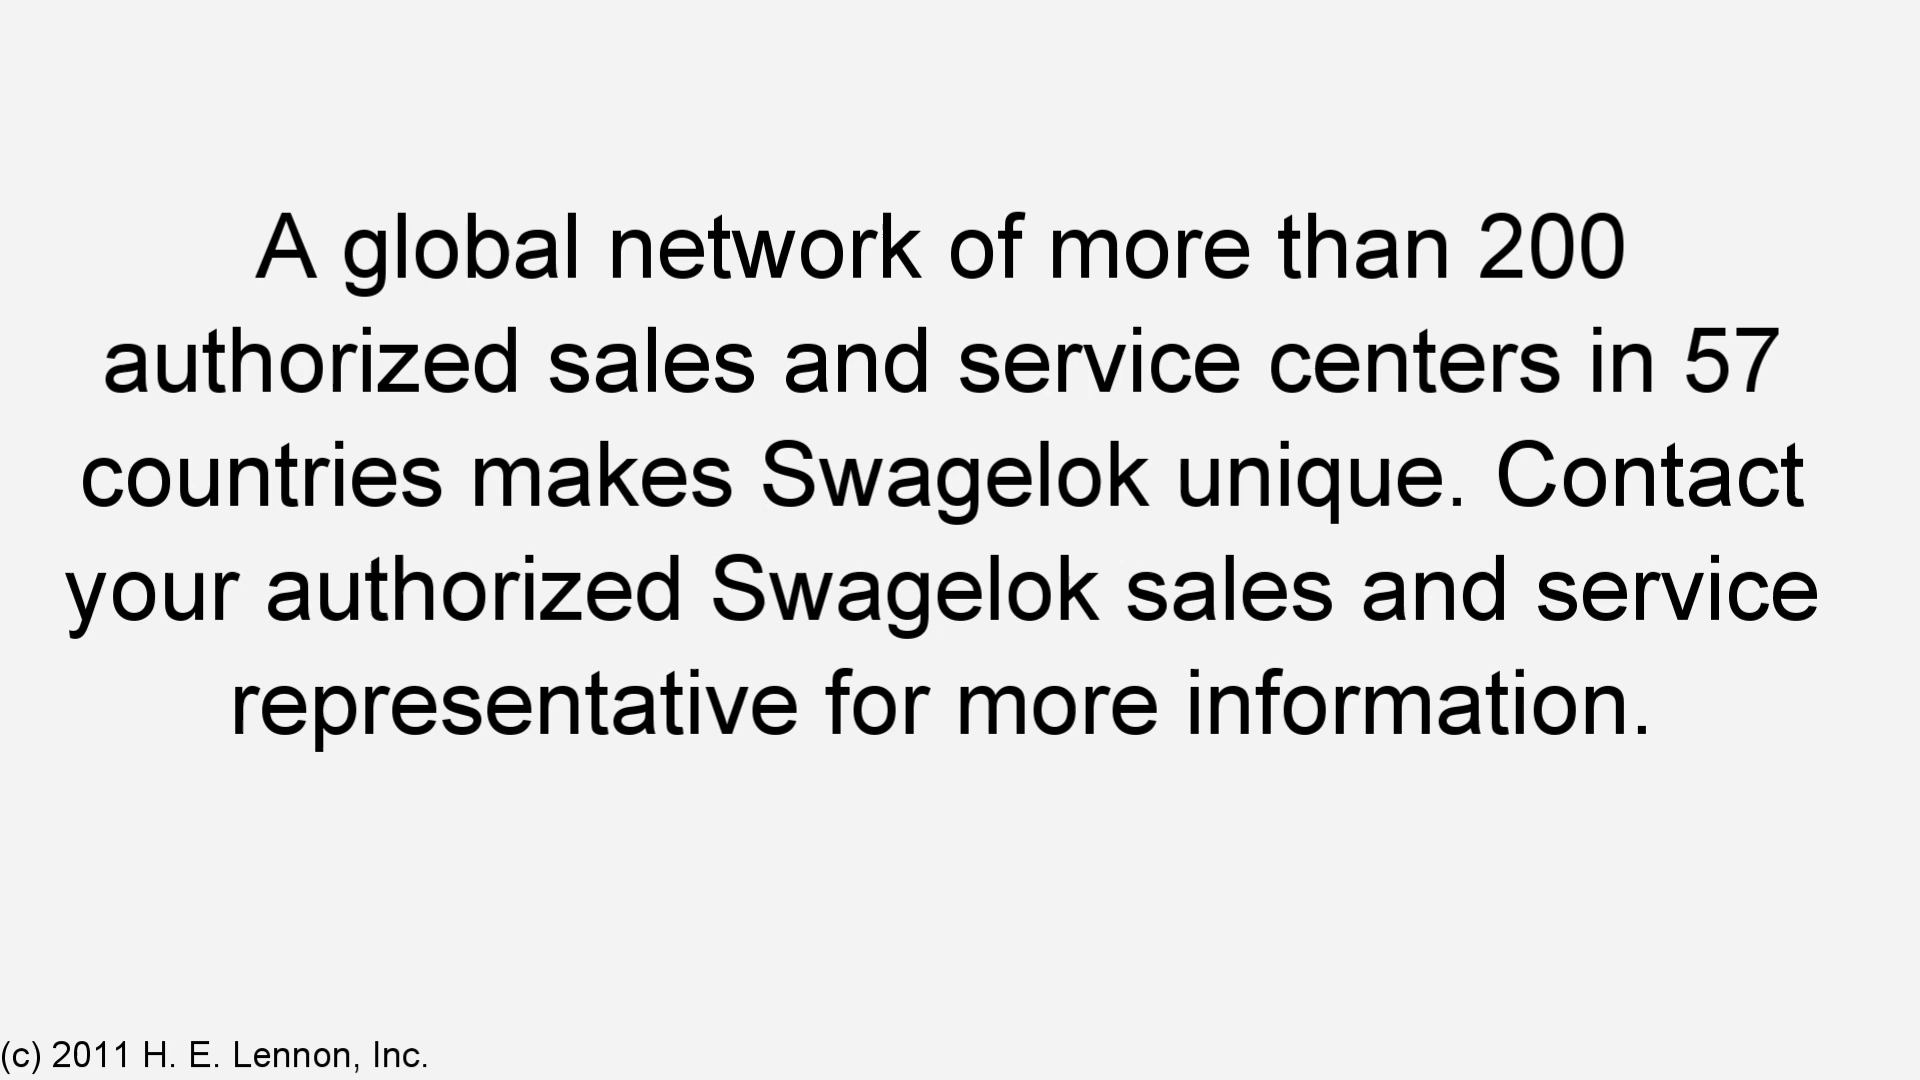 A global network of more than 200
authorized sales and service centers in 57
countries makes Swagelok unique. Contact
your authorized Swagelok sales and service
representative for more information.
(c) 2011 H. E. Lennon, Inc.